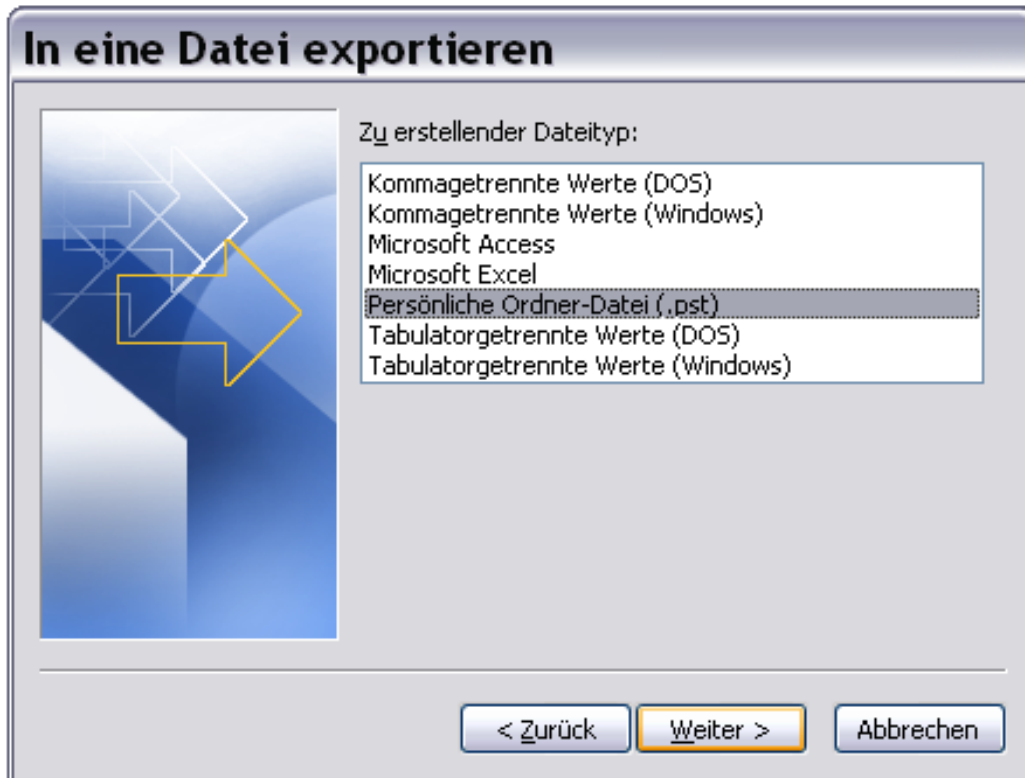 In eine Datei exportieren
Zu erstellender Dateityp:
Kommagetrennte Werte (DOS)
Kommagetrennte Werte (Windows)
Microsoft Access
Microsoft Excel
Persönliche Ordner-Datei (.pst)
Tabulatorgetrennte Werte (DOS)
Tabulatorgetrennte Werte (Windows)
< Zurück Weiter > Abbrechen